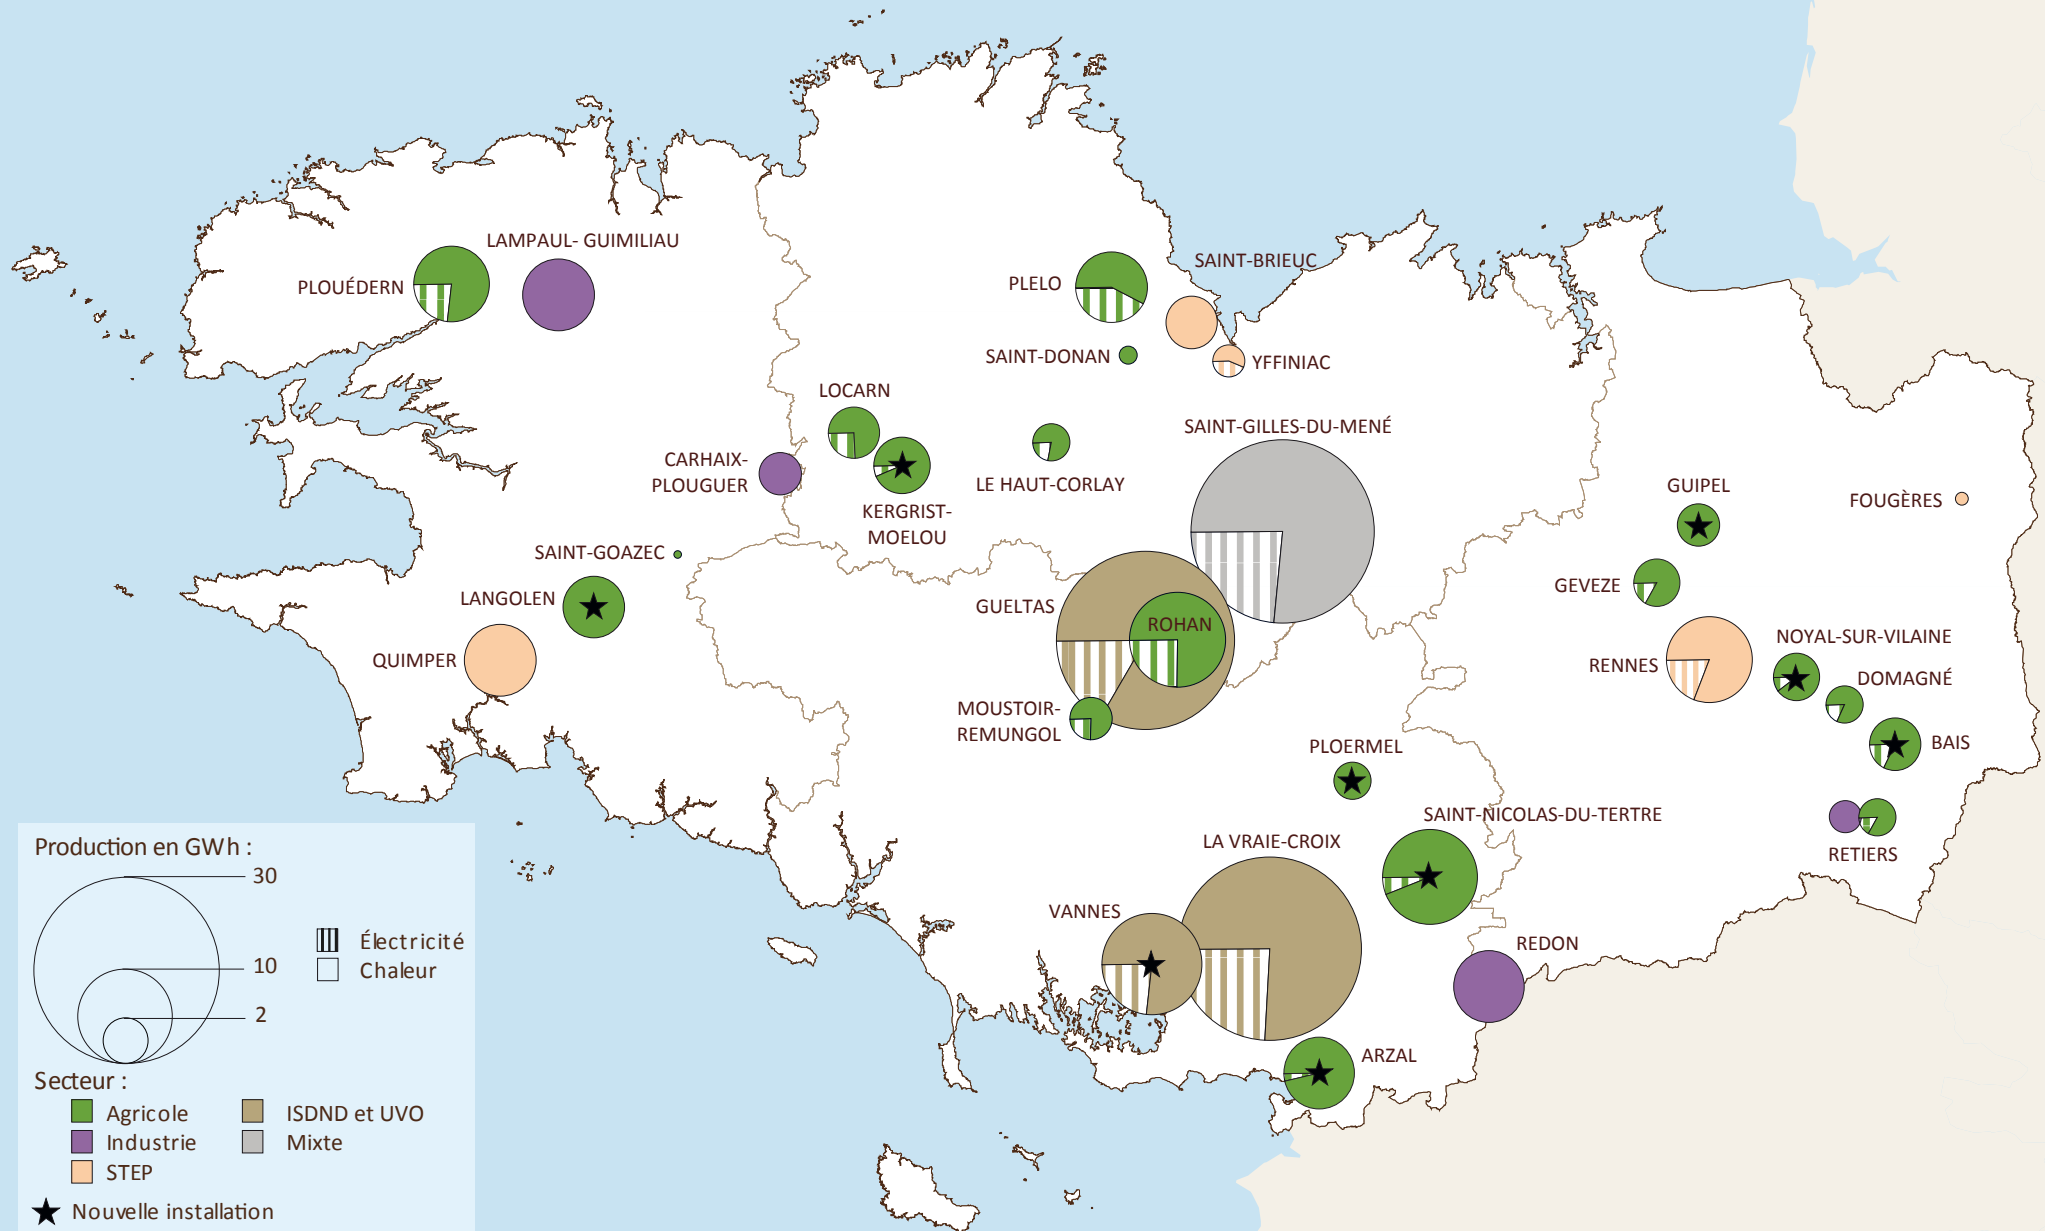 LAMPAUL- GUIMILIAU
PLOUÉDERN
SAINT-BRIEUC
PLELO
SAINT-DONAN
YFFINIAC
LOCARN
SAINT-GILLES-DU-MENÉ
CARHAIX-
PLOUGUER
LE HAUT-CORLAY
KERGRIST-
MOELOU
GUIPEL
FOUGÈRES
SAINT-GOAZEC
GEVEZE
LANGOLEN
GUELTAS
ROHAN
NOYAL-SUR-VILAINE
QUIMPER
RENNES
DOMAGNÉ
MOUSTOIR-
REMUNGOL
BAIS
PLOERMEL
SAINT-NICOLAS-DU-TERTRE
LA VRAIE-CROIX
RETIERS
VANNES
REDON
ARZAL
Production en GWh :
30
10
2
Électricité
Chaleur
Secteur :
Agricole
Industrie
STEP
ISDND et UVO
Mixte
Nouvelle installation